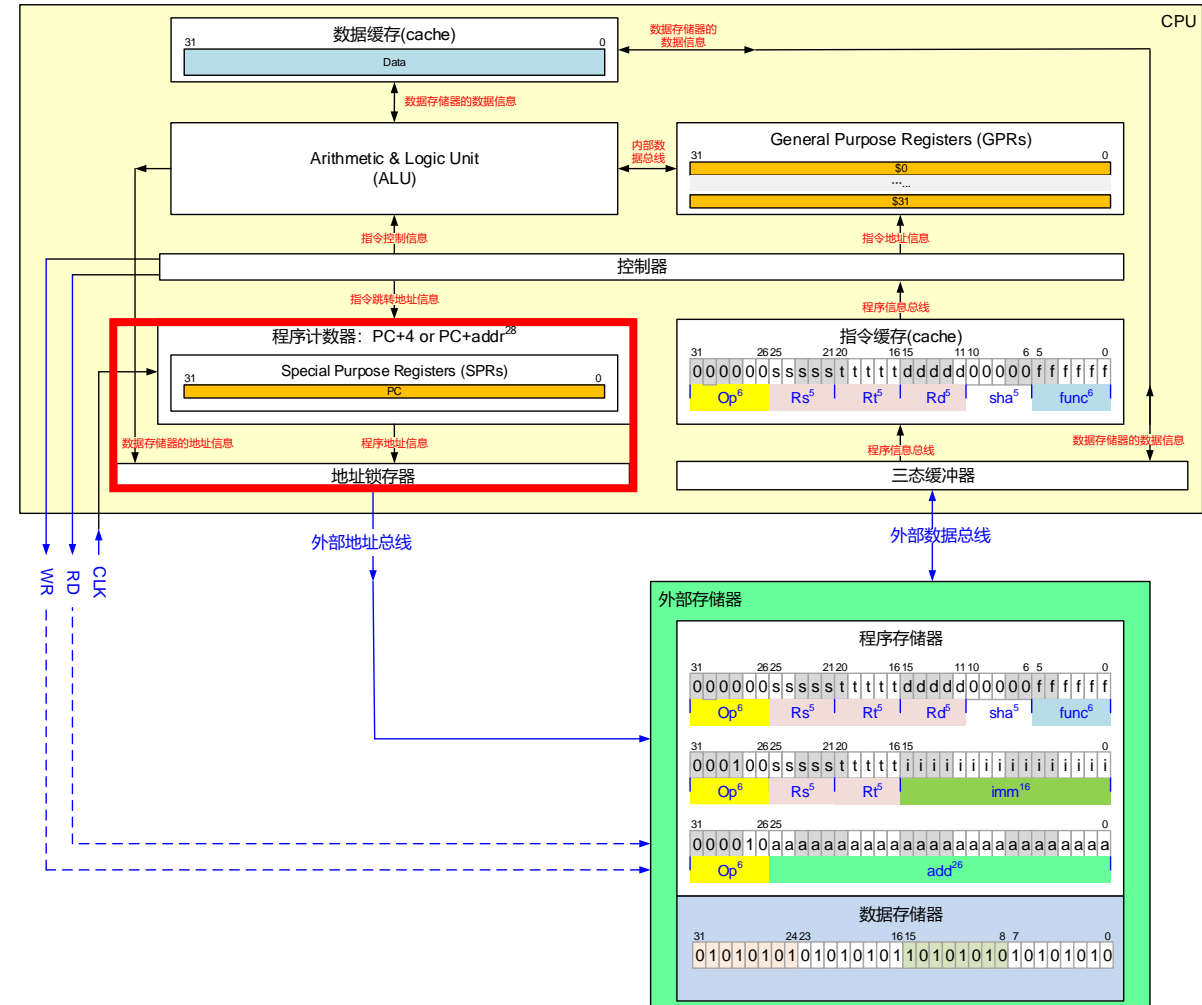 CPU
数据缓存(cache)
31 0
Data
数据存储器的
数据信息
数据存储器的数据信息
Arithmetic & Logic Unit
(ALU)
内部数
据总线
General Purpose Registers (GPRs)
31 0
$0
…...
$31
指令控制信息
指令地址信息
控制器
指令跳转地址信息
程序信息总线
程序计数器：PC+4 or PC+addr28
Special Purpose Registers (SPRs)
31 0
PC
指令缓存(cache)
31 26 25 21 20 16 15 11 10 6 5 0
0 0 0 0 0 0 s s s s s t t t t t d d d d d 0 0 0 0 0 f f f f f f
Op6 Rs5 Rt5 Rd5 sha5 func6
数据存储器的地址信息
程序地址信息
程序信息总线
数据存储器的数据信息
地址锁存器
三态缓冲器
外部地址总线
外部数据总线
WR
RD
CLK
外部存储器
程序存储器
31 26 25 21 20 16 15 11 10 6 5 0
0 0 0 0 0 0 s s s s s t t t t t d d d d d 0 0 0 0 0 f f f f f f
Op6 Rs5 Rt5 Rd5 sha5 func6
31 26 25 21 20 16 15 0
0 0 0 1 0 0 s s s s s t t t t t i i i i i i i i i i i i i i i i
Op6 Rs5 Rt5 imm16
31 26 25 0
0 0 0 0 1 0 a a a a a a a a a a a a a a a a a a a a a a a a a a
Op6 add26
数据存储器
31 24 23 16 15 8 7 0
0 1 0 1 0 1 0 1 0 1 0 1 0 1 0 1 1 0 1 0 1 0 1 0 1 0 1 0 1 0 1 0